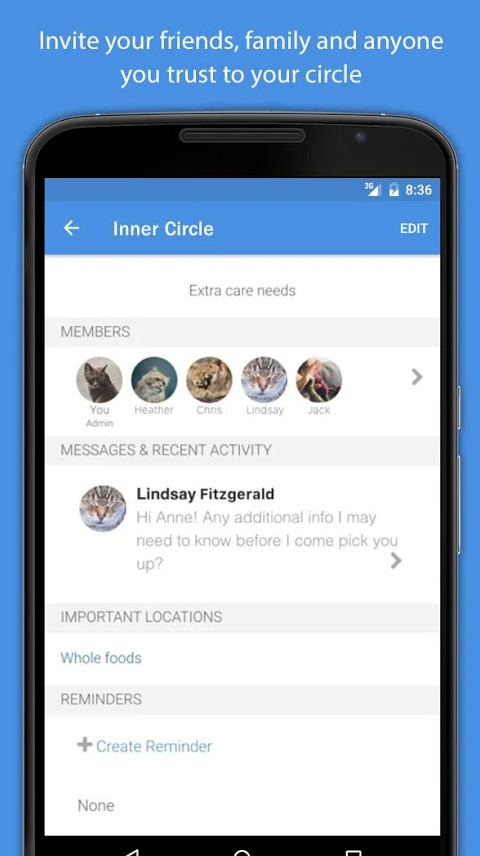 Invite your friends, family and anyone
you trust to your circle
3G 8:36
Inner Circle EDIT
Extra care needs
MEMBERS
You Heather Chris Lindsay Jack
Admin
MESSAGES & RECENT ACTIVITY
Lindsay Fitzgerald
Hi Anne! Any additional info I may
need to know before I come pick you
up?
IMPORTANT LOCATIONS
Whole foods
REMINDERS
Create Reminder
None